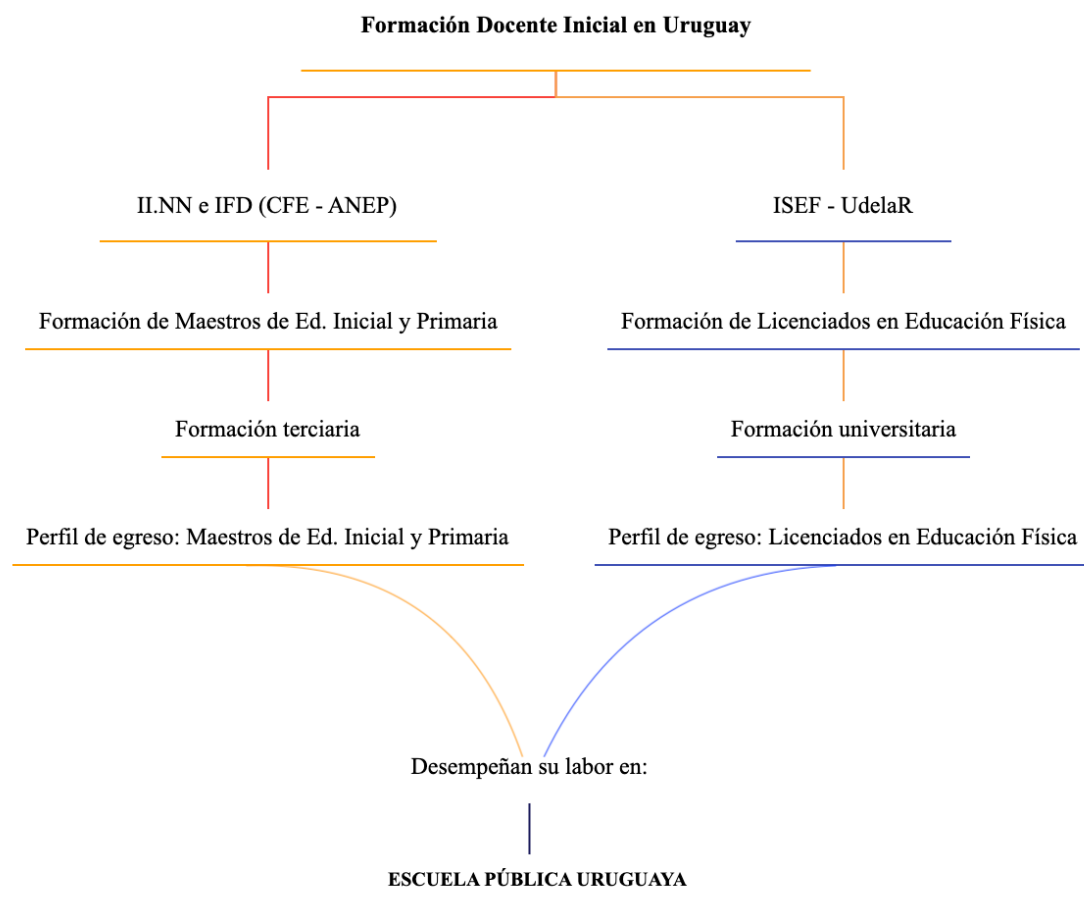 Formación Docente Inicial en Uruguay
II.NN e IFD (CFE - ANEP)
ISEF - UdelaR
Formación de Maestros de Ed. Inicial y Primaria
Formación de Licenciados en Educación Física
Formación terciaria
Formación universitaria
Perfil de egreso: Maestros de Ed. Inicial y Primaria
Perfil de egreso: Licenciados en Educación Física
Desempeñan su labor en:
ESCUELA PÚBLICA URUGUAYA